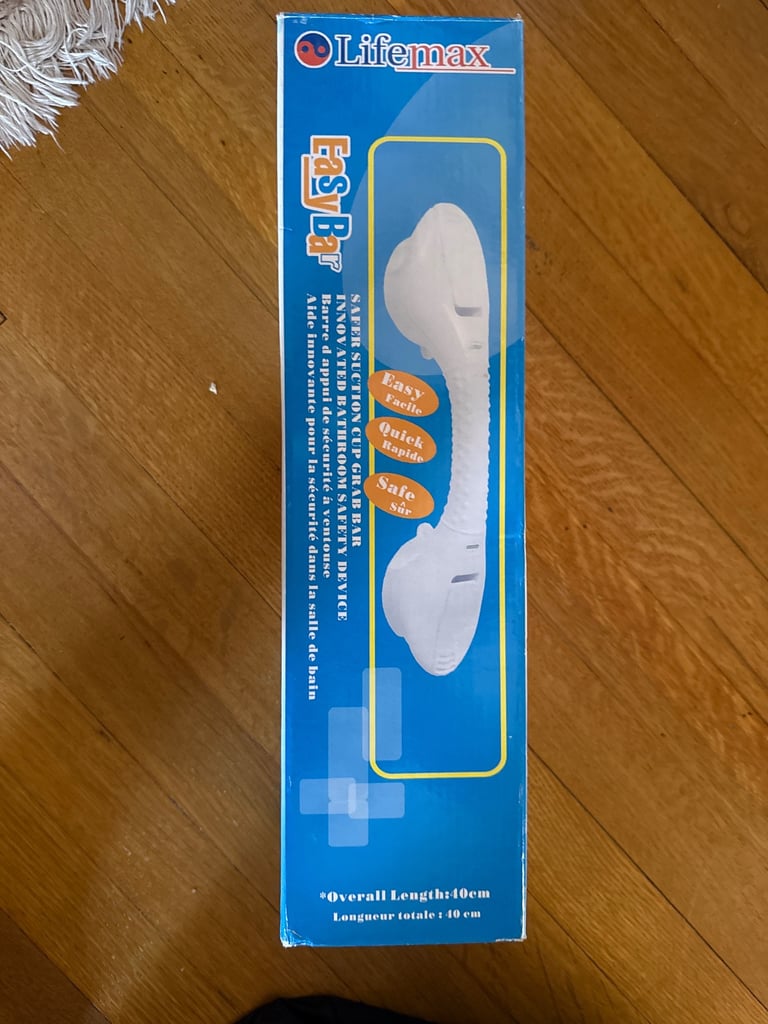 Lifemax
EasyBar
SAFER SUCTION CUP GRAB BAR
INNOVATED BATHROOM SAFETY DEVICE
Barre d appui de sécurité à ventouse
Aide innovante pour la sécurité dans la salle de bain
Easy
Facile
Quick
Rapide
Safe
Sûr
*Overall Length:40cm
Longueur totale : 40 cm